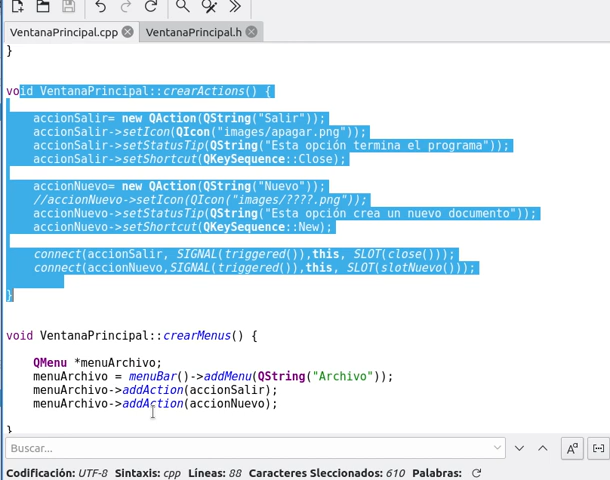 VentanaPrincipal.cpp
VentanaPrincipal.h
}
void VentanaPrincipal::crearActions() {
accionSalir= new QAction(QString("Salir"));
accionSalir->setIcon(QIcon("images/apagar.png"));
accionSalir->setStatusTip(QString("Esta opción termina el programa"));
accionSalir->setShortcut(QKeySequence::Close);
accionNuevo= new QAction(QString("Nuevo"));
//accionNuevo->setIcon(QIcon("images/????.png"));
accionNuevo->setStatusTip(QString("Esta opción crea un nuevo documento"));
accionNuevo->setShortcut(QKeySequence::New);
connect(accionSalir, SIGNAL(triggered()),this, SLOT(close()));
connect(accionNuevo,SIGNAL(triggered()),this, SLOT(slotNuevo()));
}
void VentanaPrincipal::crearMenus() {
QMenu *menuArchivo;
menuArchivo = menuBar()->addMenu(QString("Archivo"));
menuArchivo->addAction(accionSalir);
menuArchivo->addAction(accionNuevo);
}
Buscar...
Codificación: UTF-8 Sintaxis: cpp Líneas: 88 Caracteres Sleccionados: 610 Palabras: